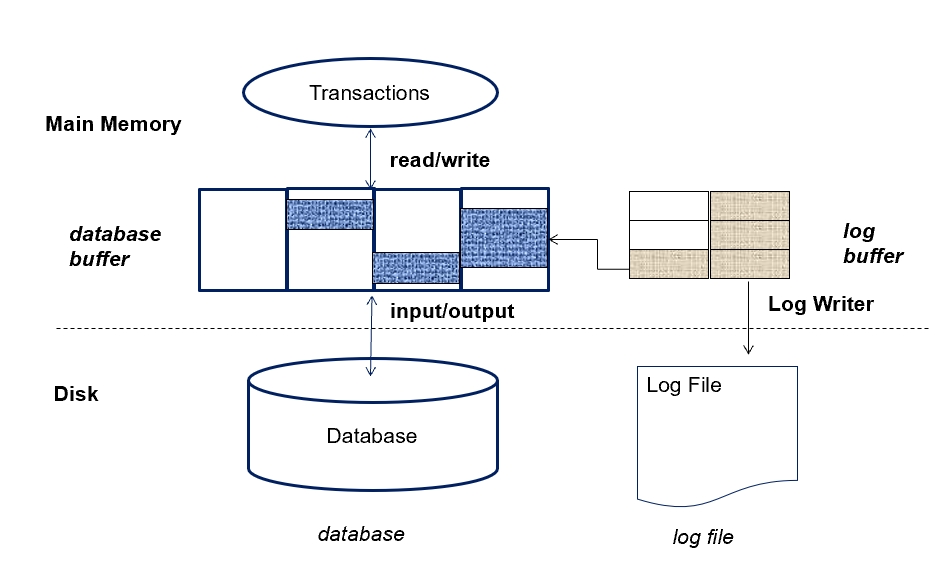 Transactions
Main Memory
read/write
database
buffer
log
buffer
input/output
Log Writer
Disk
Log File
Database
database
log file